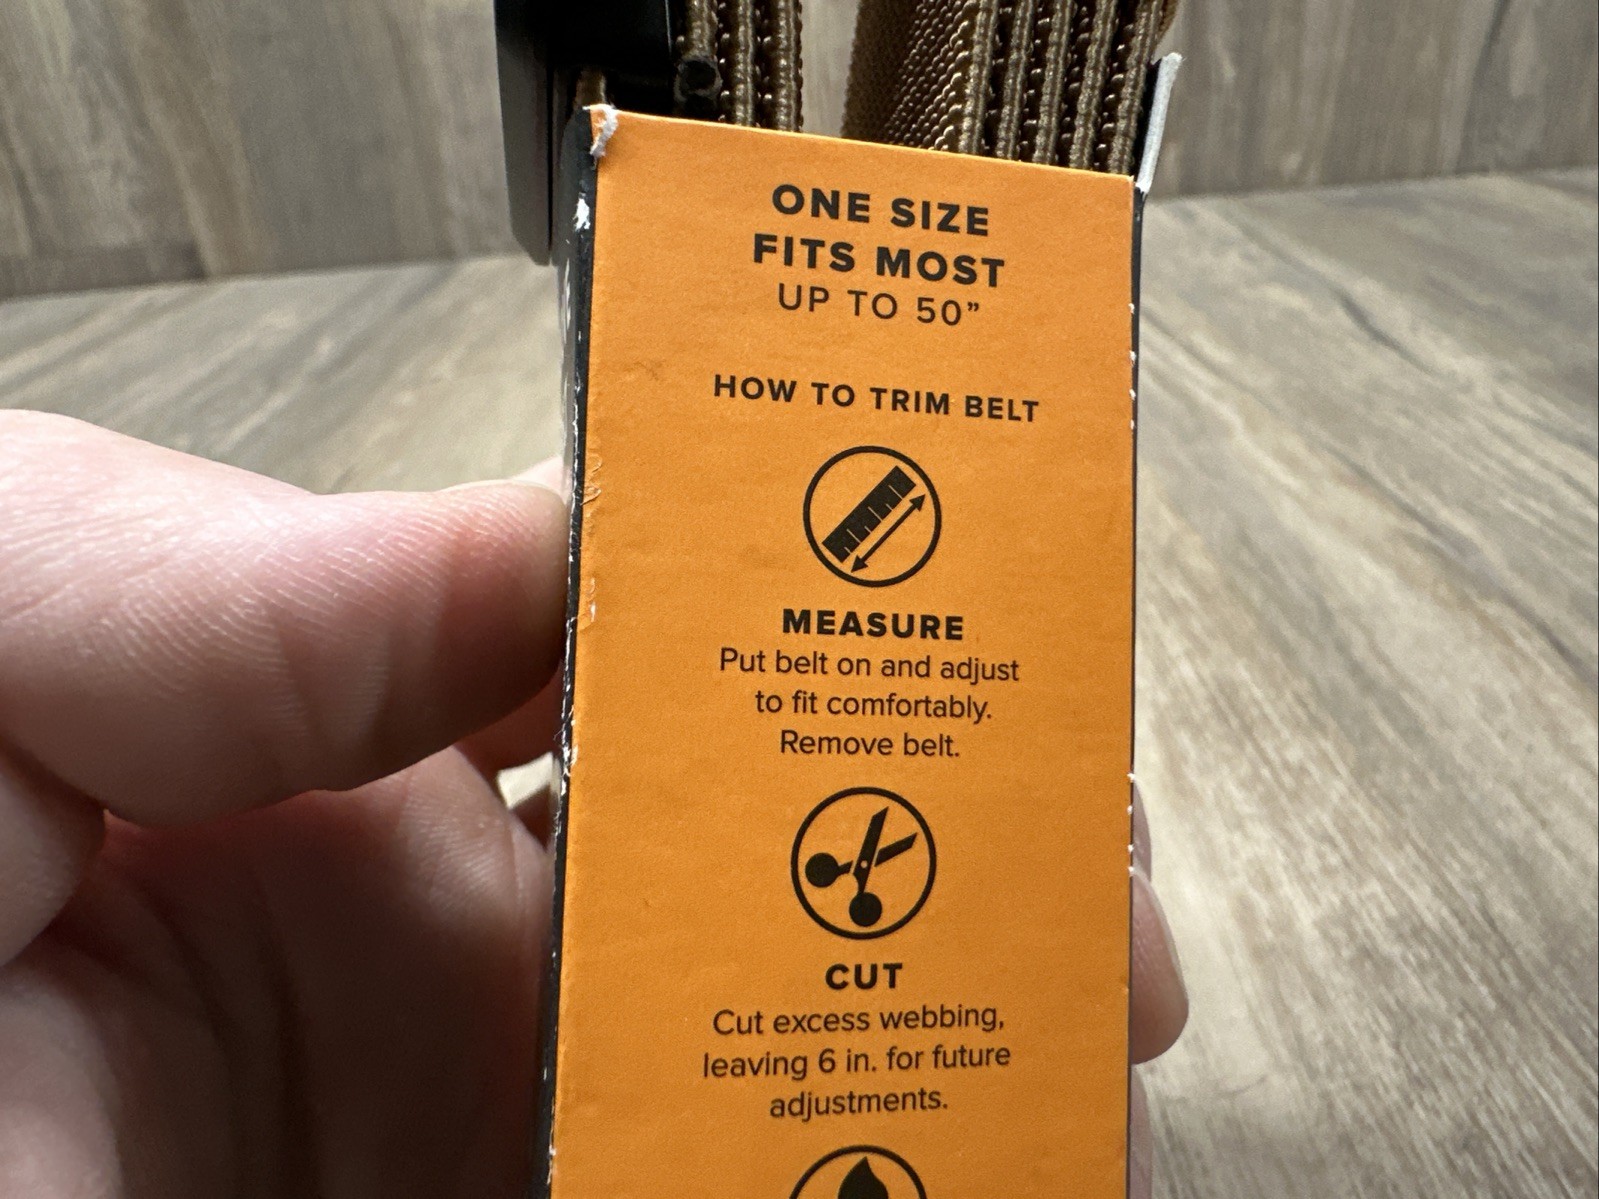 ONE SIZE
FITS MOST
UP TO 50”
HOW TO TRIM BELT
MEASURE
Put belt on and adjust
to fit comfortably.
Remove belt.
CUT
Cut excess webbing,
leaving 6 in. for future
adjustments.